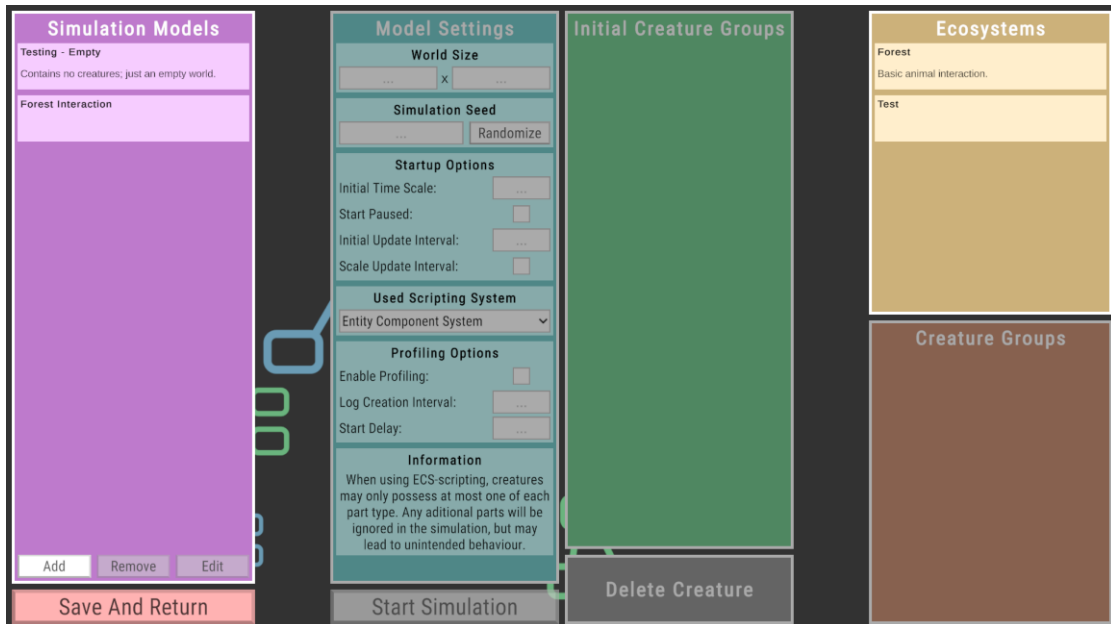 Simulation Models
Testing - Empty
Contains no creatures; just an empty world.
Forest Interaction
Add
Remove
Edit
Save And Return
Model Settings
World Size
... x ...
Simulation Seed
... Randomize
Startup Options
Initial Time Scale: ...
Start Paused:
Initial Update Interval: ...
Scale Update Interval:
Used Scripting System
Entity Component System
Profiling Options
Enable Profiling:
Log Creation Interval: ...
Start Delay: ...
Information
When using ECS-scripting, creatures
may only possess at most one of each
part type. Any aditional parts will be
ignored in the simulation, but may
lead to unintended behaviour.
Start Simulation
Initial Creature Groups
Delete Creature
Ecosystems
Forest
Basic animal interaction.
Test
Creature Groups